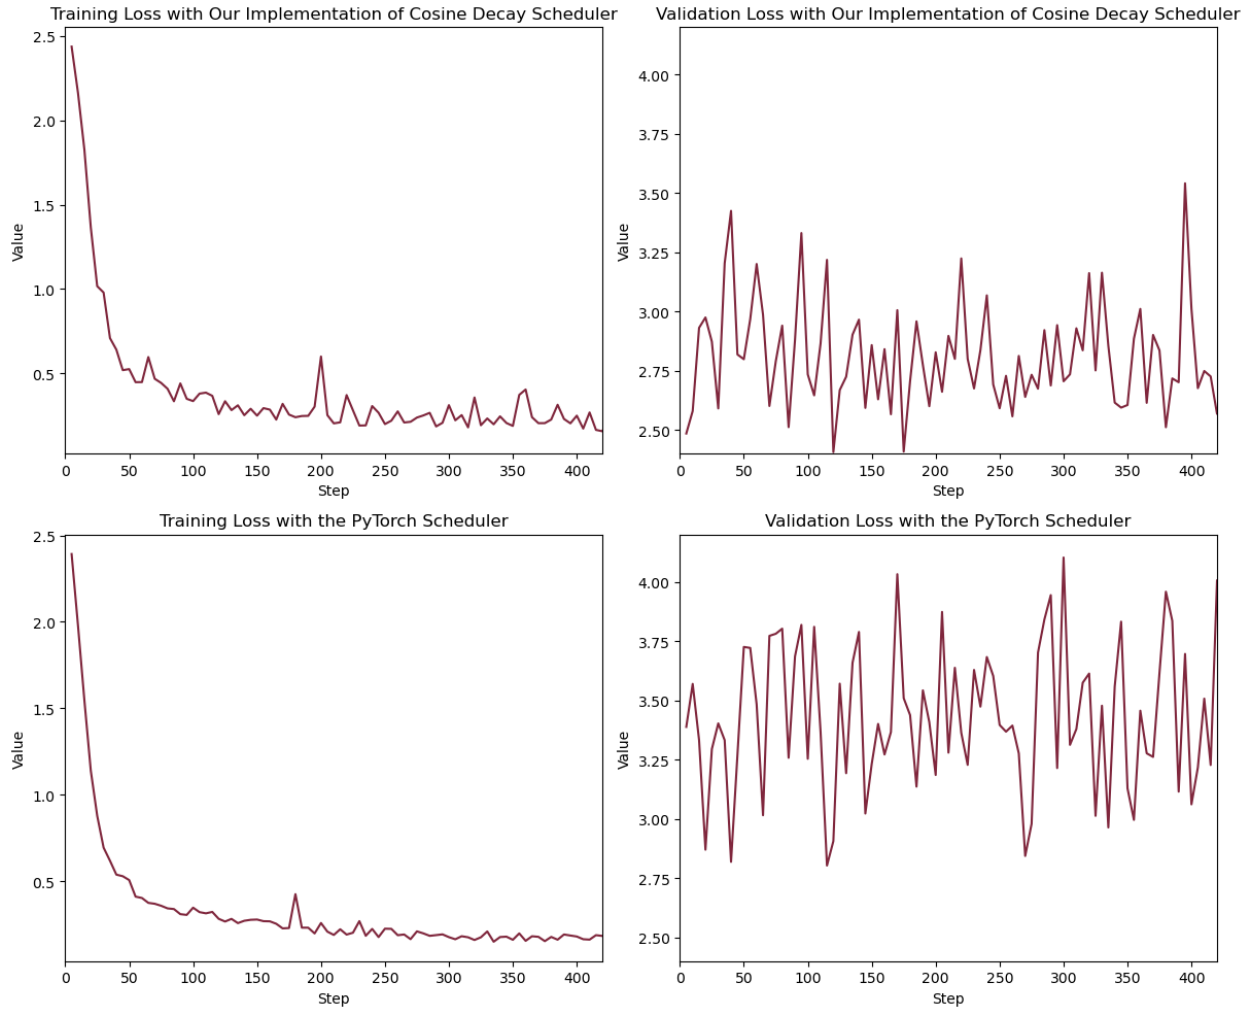 Training Loss with Our Implementation of Cosine Decay Scheduler
2.5
2.0
1.5
1.0
0.5
Value
0 50 100 150 200 250 300 350 400
Step
Validation Loss with Our Implementation of Cosine Decay Scheduler
4.00
3.75
3.50
3.25
3.00
2.75
2.50
Value
0 50 100 150 200 250 300 350 400
Step
Training Loss with the PyTorch Scheduler
2.5
2.0
1.5
1.0
0.5
Value
0 50 100 150 200 250 300 350 400
Step
Validation Loss with the PyTorch Scheduler
4.00
3.75
3.50
3.25
3.00
2.75
2.50
Value
0 50 100 150 200 250 300 350 400
Step